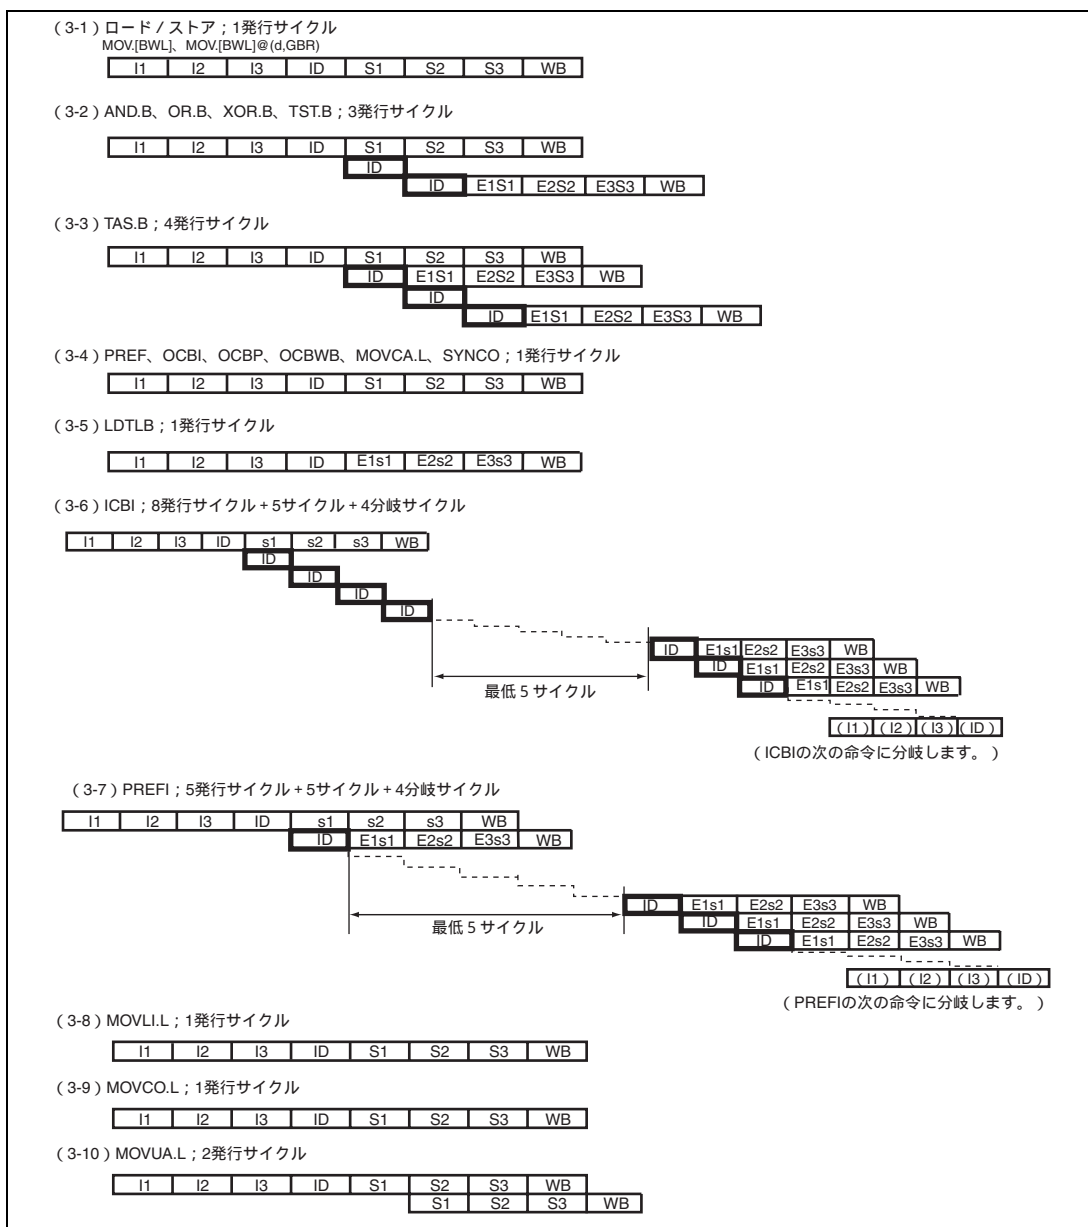 (3-1)ロード/ストア;1発行サイクル
MOV.[BWL]、MOV.[BWL]@(d,GBR)
I1 I2 I3 ID S1 S2 S3 WB
(3-2)AND.B、OR.B、XOR.B、TST.B;3発行サイクル
I1 I2 I3 ID S1 S2 S3 WB
ID
ID E1S1 E2S2 E3S3 WB
(3-3)TAS.B;4発行サイクル
I1 I2 I3 ID S1 S2 S3 WB
ID E1S1 E2S2 E3S3 WB
ID
ID E1S1 E2S2 E3S3 WB
(3-4)PREF、OCBI、OCBP、OCBWB、MOVCA.L、SYNCO;1発行サイクル
I1 I2 I3 ID S1 S2 S3 WB
(3-5)LDTLB;1発行サイクル
I1 I2 I3 ID E1s1 E2s2 E3s3 WB
(3-6)ICBI;8発行サイクル+5サイクル+4分岐サイクル
I1 I2 I3 ID s1 s2 s3 WB
ID
ID
ID
ID
ID E1s1 E2s2 E3s3 WB
ID E1s1 E2s2 E3s3 WB
ID E1s1 E2s2 E3s3 WB
最低5サイクル
(I1) (I2) (I3) (ID)
(ICBIの次の命令に分岐します。)
(3-7)PREFI;5発行サイクル+5サイクル+4分岐サイクル
I1 I2 I3 ID s1 s2 s3 WB
ID E1s1 E2s2 E3s3 WB
ID E1s1 E2s2 E3s3 WB
ID E1s1 E2s2 E3s3 WB
ID E1s1 E2s2 E3s3 WB
最低5サイクル
(I1) (I2) (I3) (ID)
(PREFIの次の命令に分岐します。)
(3-8)MOVLI.L;1発行サイクル
I1 I2 I3 ID S1 S2 S3 WB
(3-9)MOVCO.L;1発行サイクル
I1 I2 I3 ID S1 S2 S3 WB
(3-10)MOVUA.L;2発行サイクル
I1 I2 I3 ID S1 S2 S3 WB
S1 S2 S3 WB